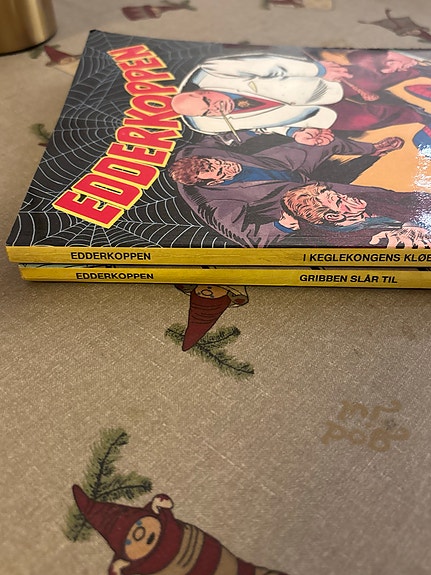 EDDERKOPPEN
EDDERKOPPEN I KEGLEKONGENS KLØ
EDDERKOPPEN GRIBBEN SLÅR TIL